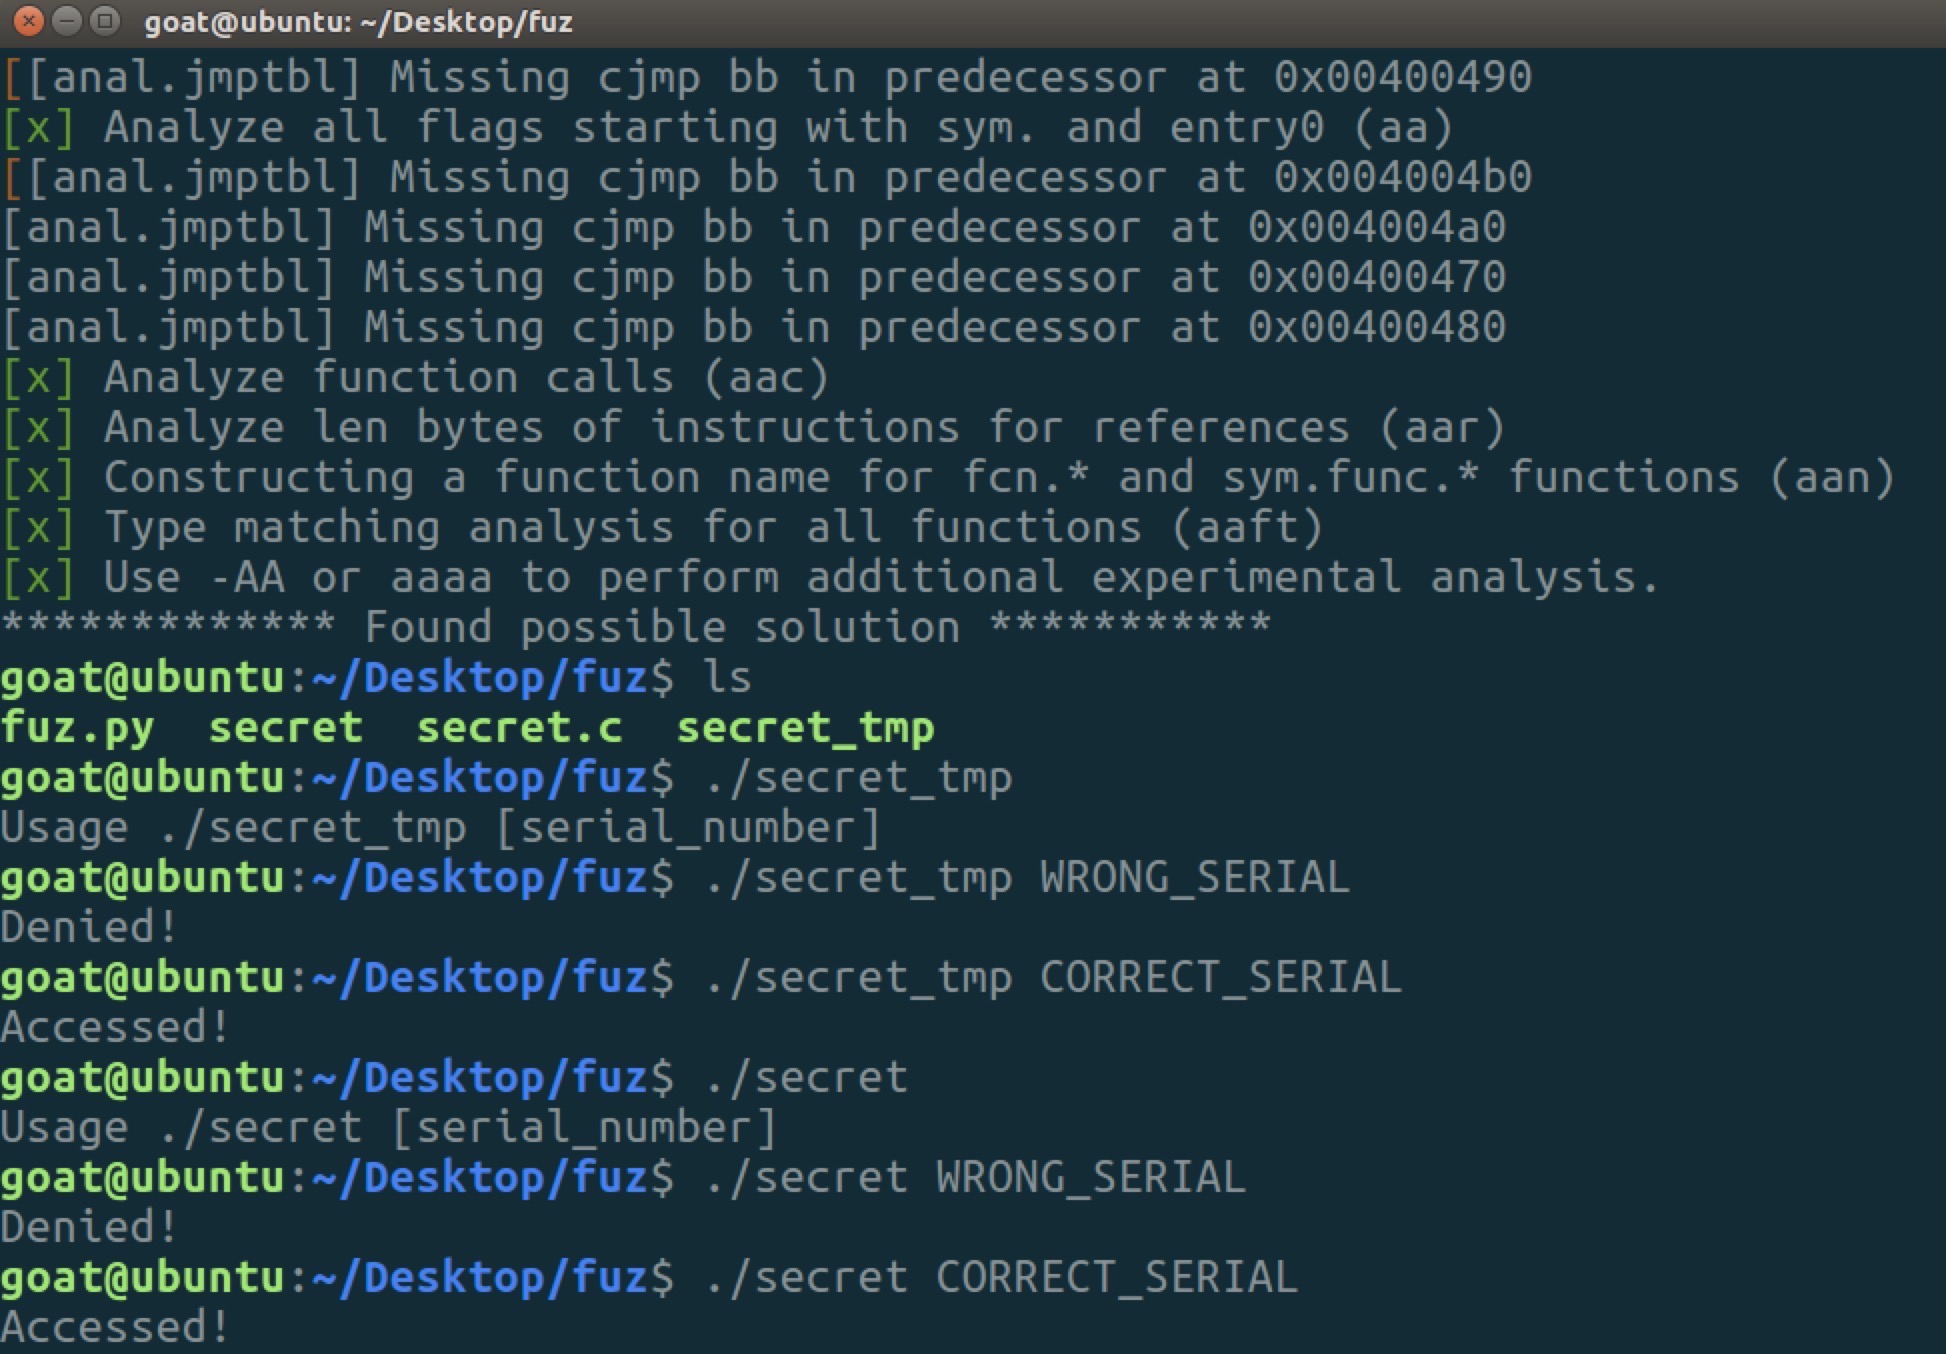 goat@ubuntu: ~/Desktop/fuz
[[anal.jmptbl] Missing cjmp bb in predecessor at 0x00400490
[x] Analyze all flags starting with sym. and entry0 (aa)
[[anal.jmptbl] Missing cjmp bb in predecessor at 0x004004b0
[anal.jmptbl] Missing cjmp bb in predecessor at 0x004004a0
[anal.jmptbl] Missing cjmp bb in predecessor at 0x00400470
[anal.jmptbl] Missing cjmp bb in predecessor at 0x00400480
[x] Analyze function calls (aac)
[x] Analyze len bytes of instructions for references (aar)
[x] Constructing a function name for fcn.* and sym.func.* functions (aan)
[x] Type matching analysis for all functions (aaft)
[x] Use -AA or aaaa to perform additional experimental analysis.
************* Found possible solution ***********
goat@ubuntu:~/Desktop/fuz$ ls
fuz.py  secret  secret.c  secret_tmp
goat@ubuntu:~/Desktop/fuz$ ./secret_tmp
Usage ./secret_tmp [serial_number]
goat@ubuntu:~/Desktop/fuz$ ./secret_tmp WRONG_SERIAL
Denied!
goat@ubuntu:~/Desktop/fuz$ ./secret_tmp CORRECT_SERIAL
Accessed!
goat@ubuntu:~/Desktop/fuz$ ./secret
Usage ./secret [serial_number]
goat@ubuntu:~/Desktop/fuz$ ./secret WRONG_SERIAL
Denied!
goat@ubuntu:~/Desktop/fuz$ ./secret CORRECT_SERIAL
Accessed!